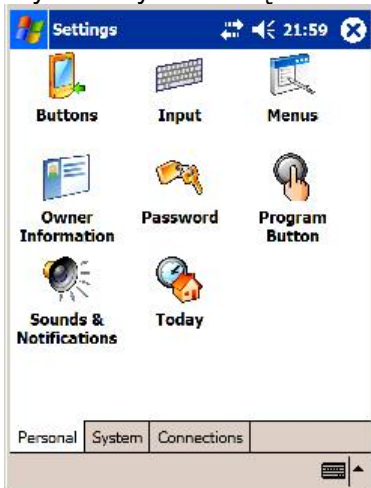 Settings 21:59
Buttons Input Menus
Owner Information Password Program Button
Sounds & Notifications Today
Personal System Connections